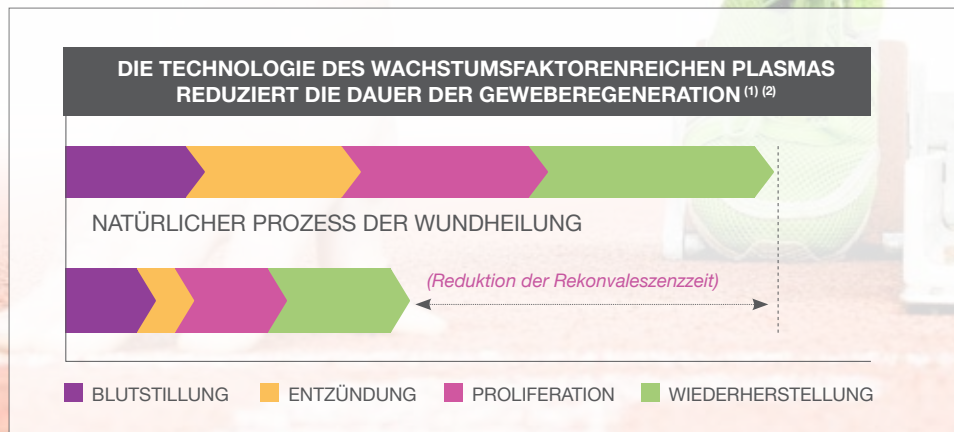 DIE TECHNOLOGIE DES WACHSTUMSFAKTORENREICHEN PLASMAS
REDUZIERT DIE DAUER DER GEWEBEREGENERATION (1) (2)
NATÜRLICHER PROZESS DER WUNDHEILUNG
(Reduktion der Rekonvaleszenzzeit)
BLUTSTILLUNG ENTZÜNDUNG PROLIFERATION WIEDERHERSTELLUNG